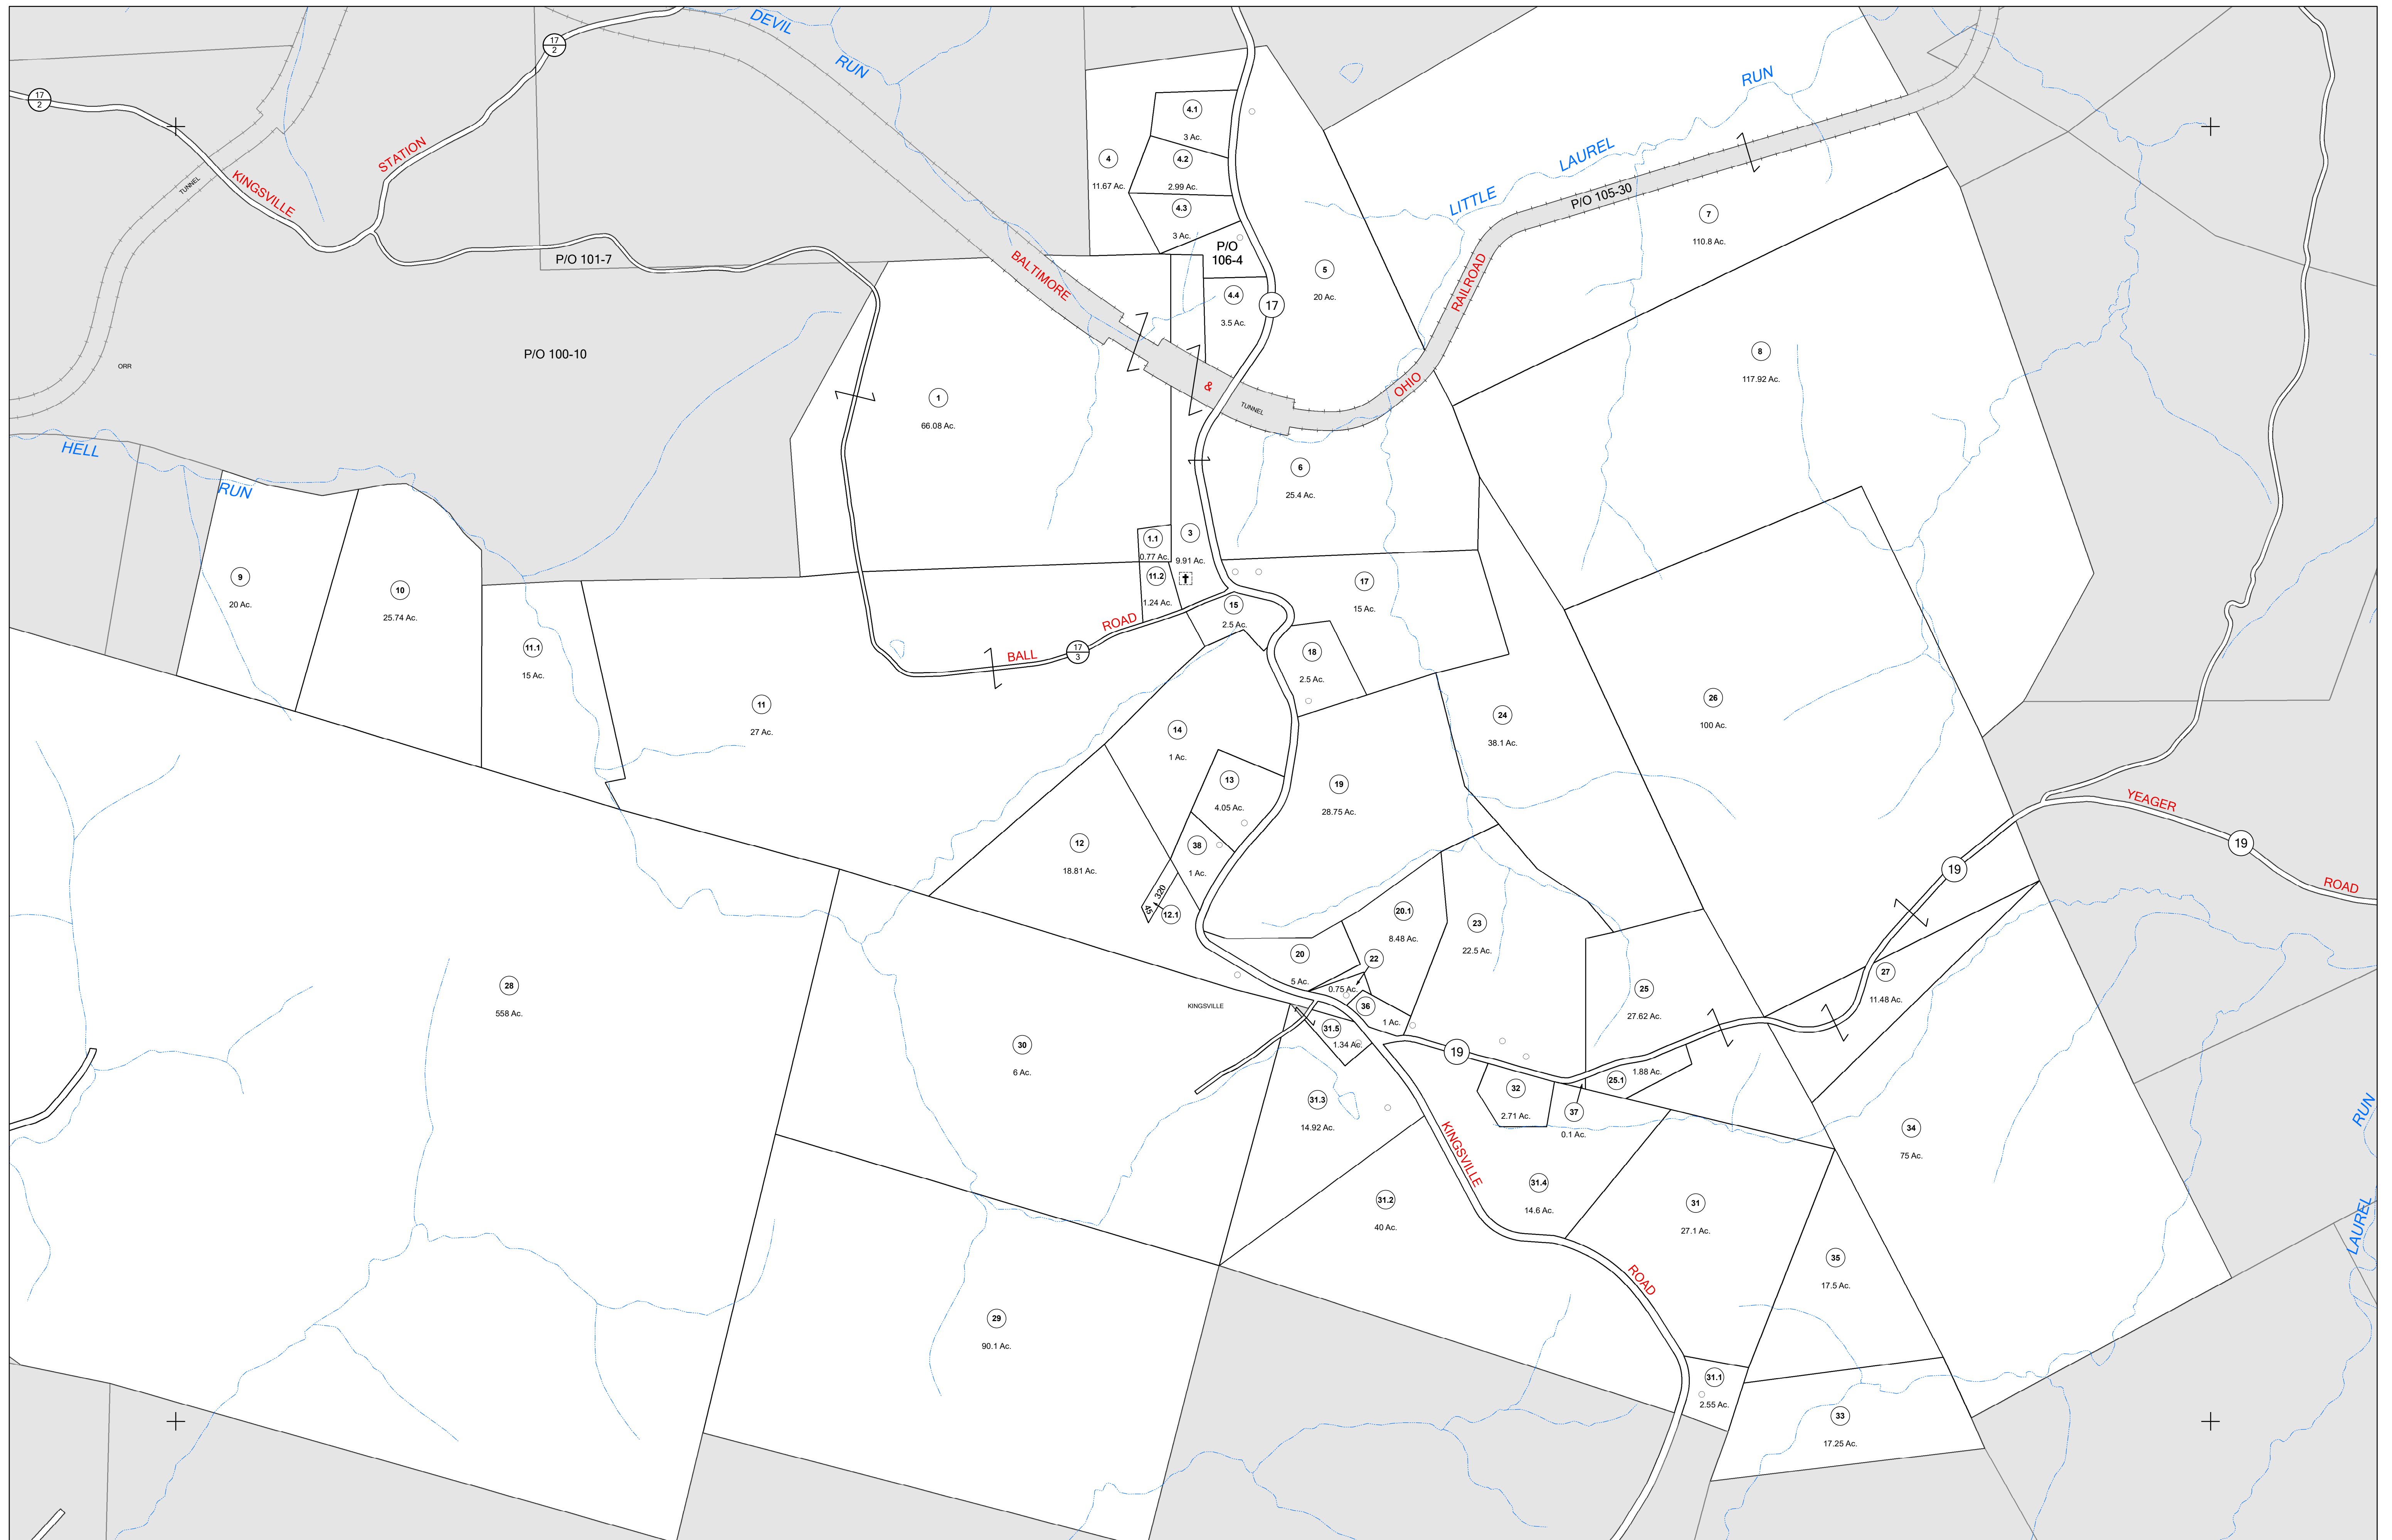 DEVIL
RUN
17
2
17
2
STATION
KINGSVILLE
TUNNEL
4.1
3 Ac.
4
11.67 Ac.
4.2
2.99 Ac.
4.3
3 Ac.
P/O
106-4
4.4
3.5 Ac.
17
5
20 Ac.
RUN
LAUREL
LITTLE
P/O 105-30
7
110.8 Ac.
P/O 101-7
BALTIMORE
&
TUNNEL
OHIO
RAILROAD
P/O 100-10
ORR
8
117.92 Ac.
1
66.08 Ac.
HELL
RUN
6
25.4 Ac.
1.1
0.77 Ac.
3
9.91 Ac.
11.2
1.24 Ac.
9
20 Ac.
10
25.74 Ac.
17
15 Ac.
15
2.5 Ac.
ROAD
BALL
17
3
11.1
15 Ac.
18
2.5 Ac.
11
27 Ac.
14
1 Ac.
24
38.1 Ac.
26
100 Ac.
13
4.05 Ac.
19
28.75 Ac.
YEAGER
19
ROAD
19
12
18.81 Ac.
38
1 Ac.
320
45
12.1
20.1
8.48 Ac.
23
22.5 Ac.
20
5 Ac.
22
0.75 Ac.
27
11.48 Ac.
28
558 Ac.
25
27.62 Ac.
KINGSVILLE
36
1 Ac.
31.5
1.34 Ac.
30
6 Ac.
19
25.1
1.88 Ac.
32
2.71 Ac.
37
0.1 Ac.
31.3
14.92 Ac.
34
75 Ac.
RUN
LAUREL
KINGSVILLE
31.2
40 Ac.
31.4
14.6 Ac.
31
27.1 Ac.
35
17.5 Ac.
ROAD
29
90.1 Ac.
31.1
2.55 Ac.
33
17.25 Ac.